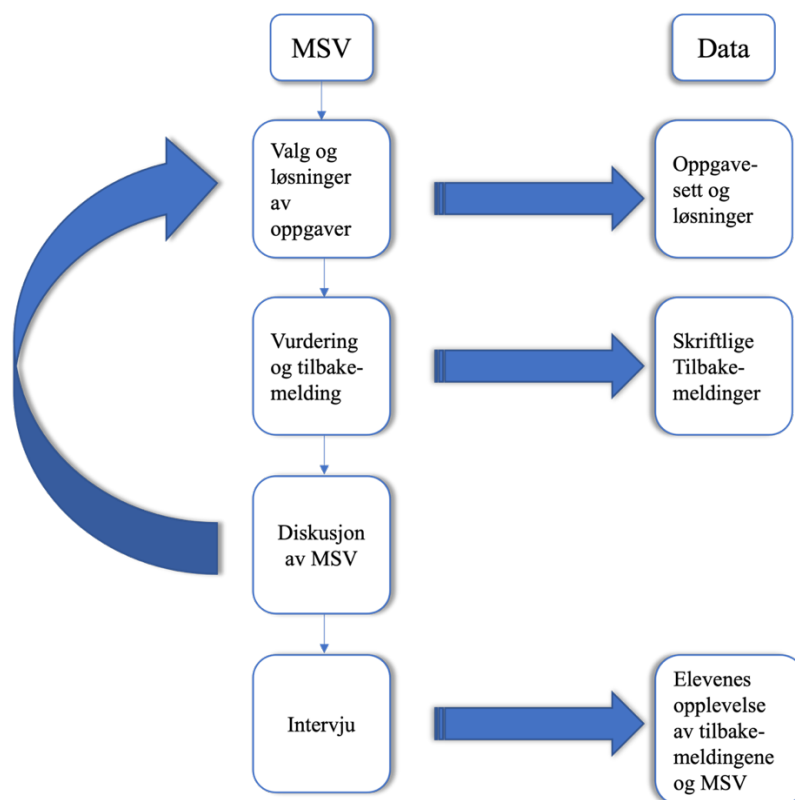 MSV
Data
Valg og
løsninger
av
oppgaver
Oppgave-
sett og
løsninger
Vurdering
og tilbake-
melding
Skriftlige
Tilbake-
meldinger
Diskusjon
av MSV
Intervju
Elevenes
opplevelse
av tilbake-
meldingene
og MSV